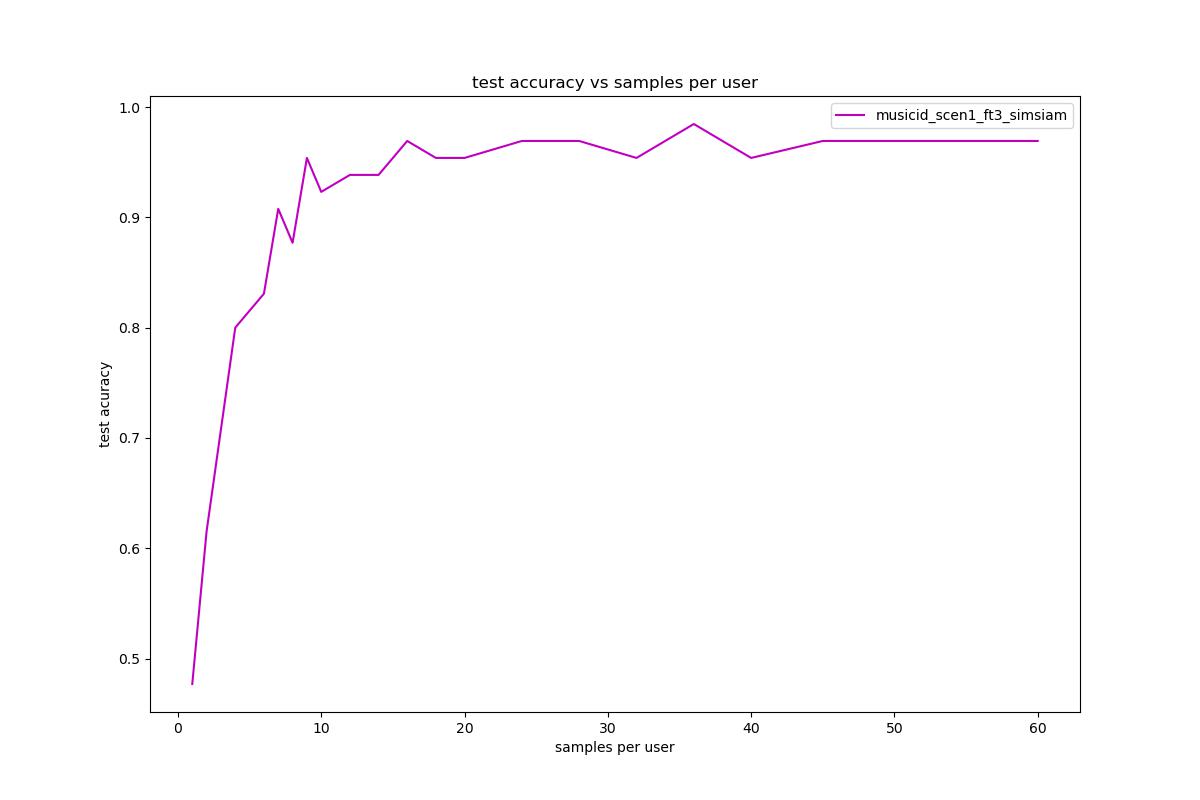 test accuracy vs samples per user
musicid_scen1_ft3_simsiam
1.0
0.9
0.8
0.7
0.6
0.5
test acuracy
0 10 20 30 40 50 60
samples per user